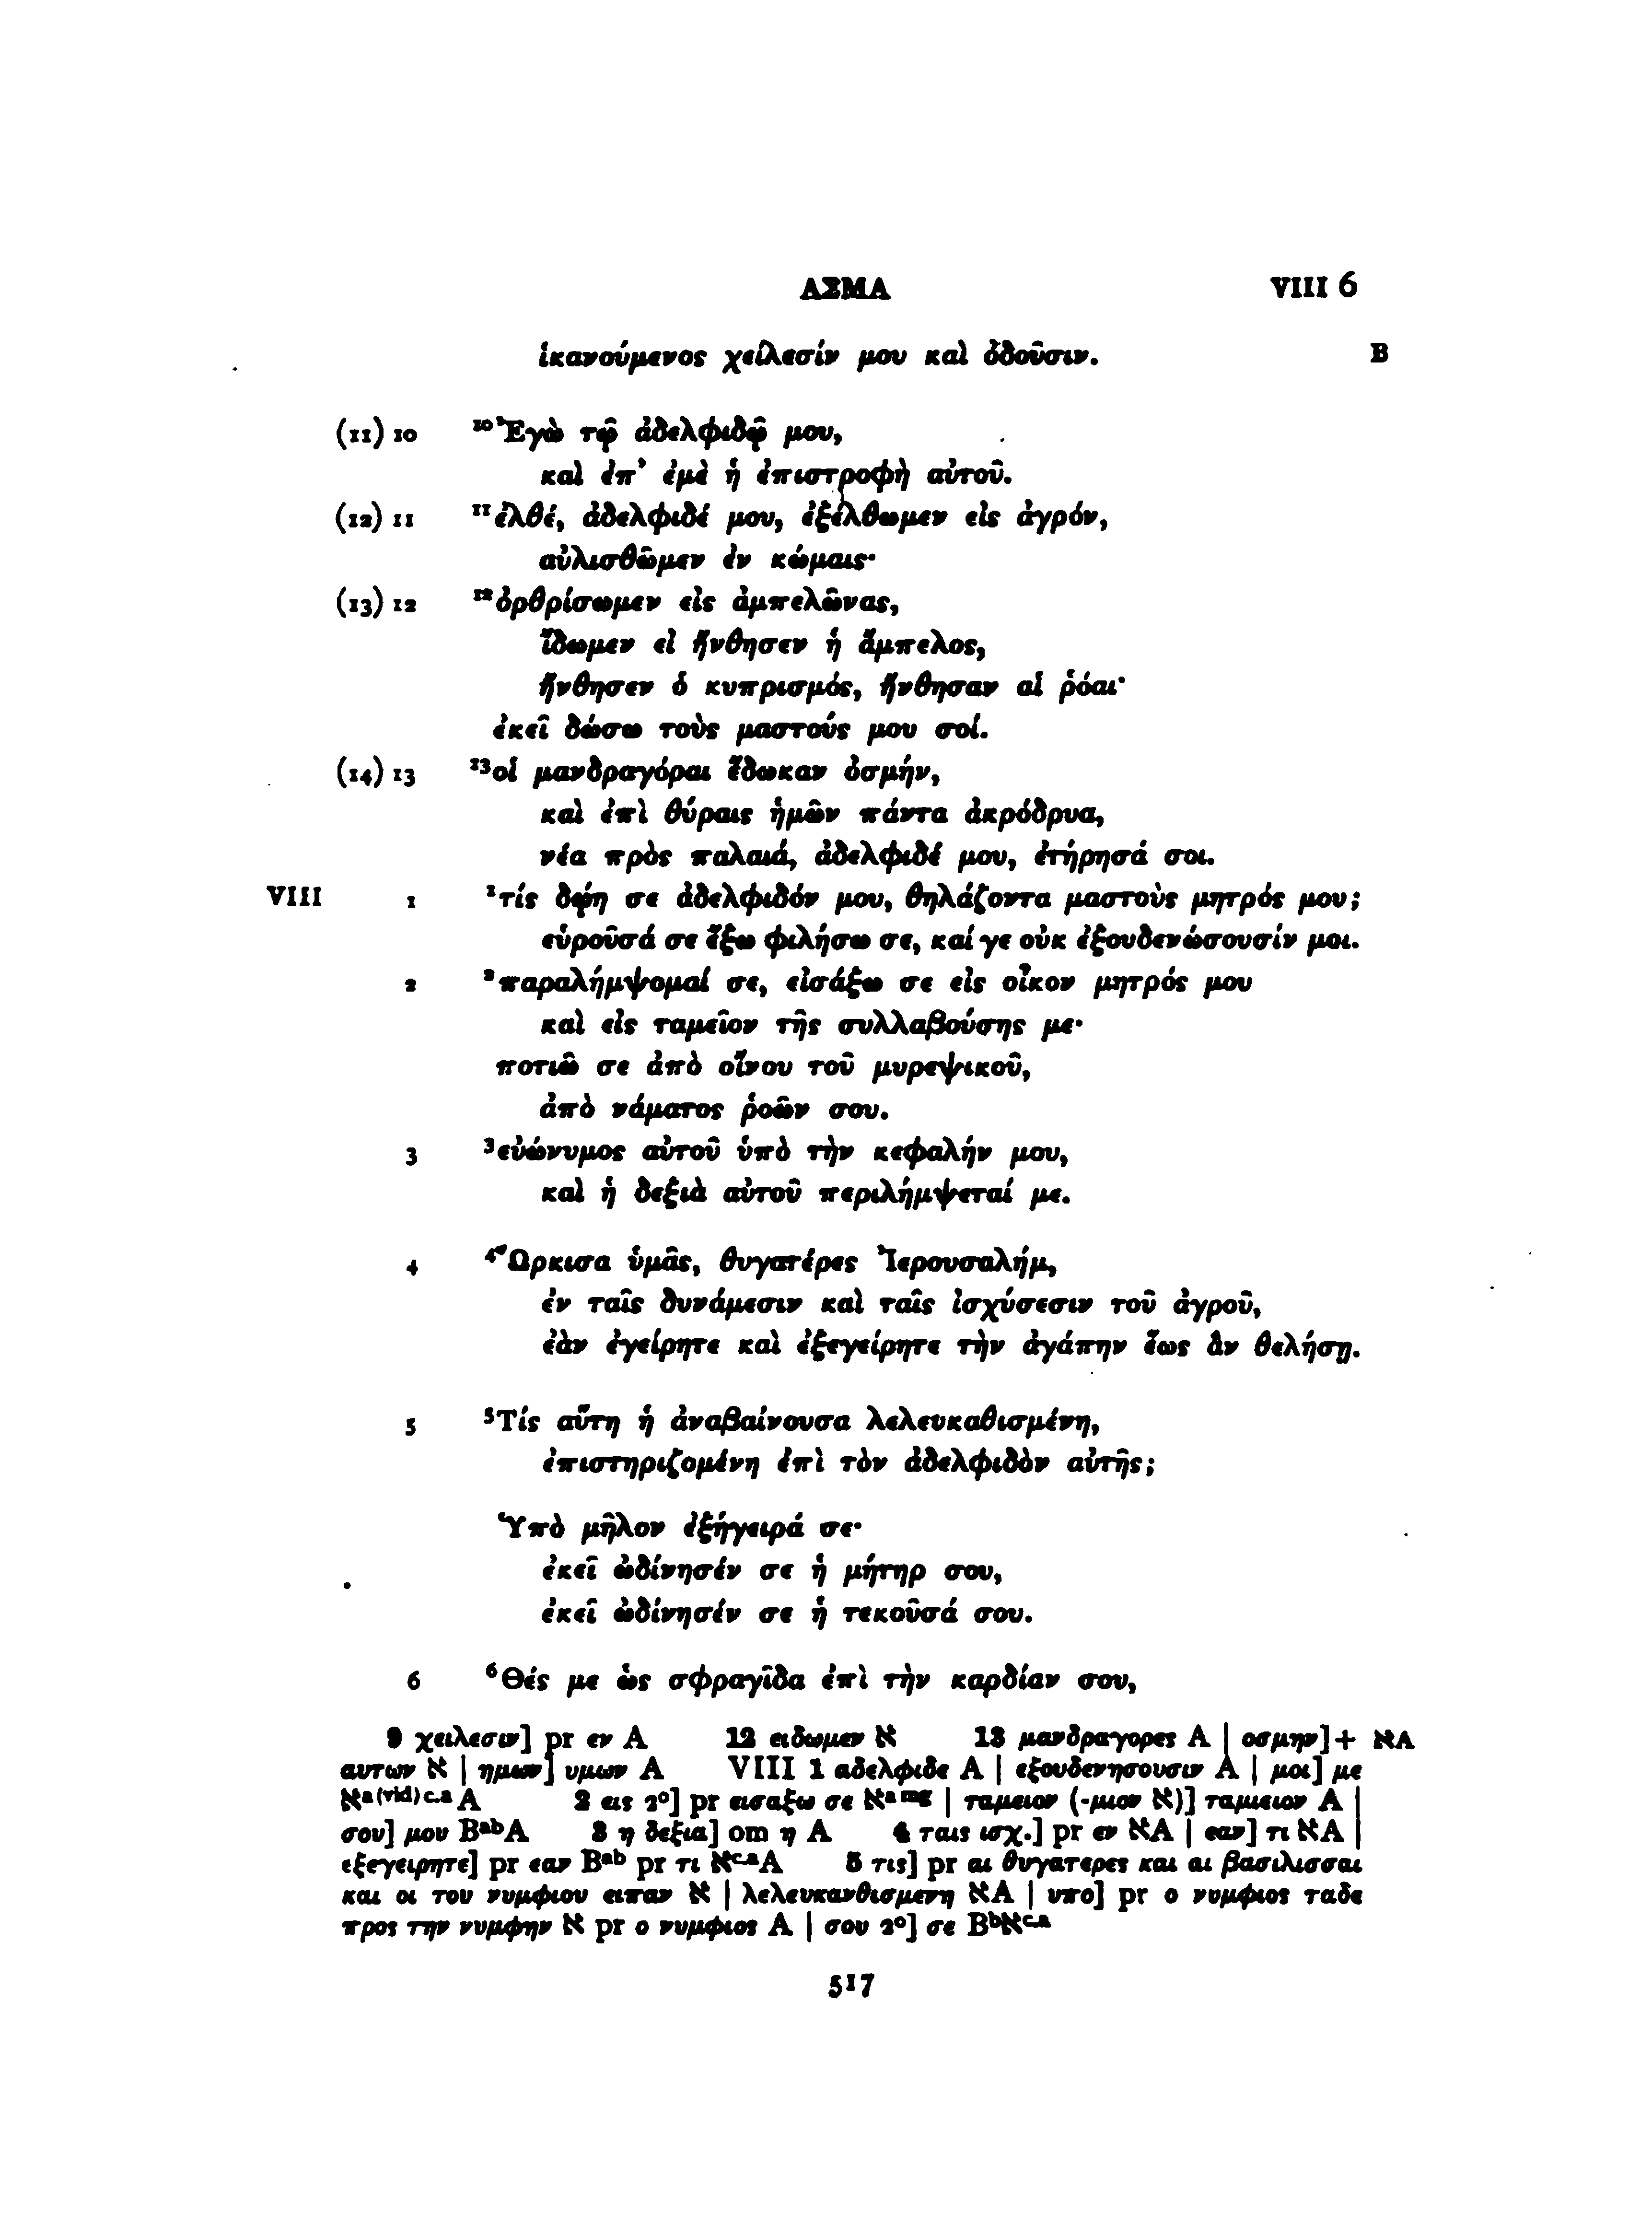 ΑΣΜΑ VIII 6
ἱκανούμενος χείλεσίν μου καὶ ὀδοῦσιν. B
(11) 10 ¹⁰Ἐγὼ τῷ ἀδελφιδῷ μου,
καὶ ἐπ’ ἐμὲ ἡ ἐπιστροφὴ αὐτοῦ.
(12) 11 ¹¹ἐλθέ, ἀδελφιδέ μου, ἐξέλθωμεν εἰς ἀγρόν,
αὐλισθῶμεν ἐν κώμαις·
(13) 12 ¹²ὀρθρίσωμεν εἰς ἀμπελῶνας,
ἴδωμεν εἰ ἤνθησεν ἡ ἄμπελος,
ἤνθησεν ὁ κυπρισμός, ἤνθησαν αἱ ῥόαι·
ἐκεῖ δώσω τοὺς μαστούς μου σοί.
(14) 13 ¹³οἱ μανδραγόραι ἔδωκαν ὀσμήν,
καὶ ἐπὶ θύραις ἡμῶν πάντα ἀκρόδρυα,
νέα πρὸς παλαιά, ἀδελφιδέ μου, ἐτήρησά σοι.
VIII 1 ¹τίς δῴη σε ἀδελφιδόν μου, θηλάζοντα μαστοὺς μητρός μου;
εὑροῦσά σε ἔξω φιλήσω σε, καί γε οὐκ ἐξουδενώσουσίν μοι.
2 ²παραλήμψομαί σε, εἰσάξω σε εἰς οἶκον μητρός μου
καὶ εἰς ταμεῖον τῆς συλλαβούσης με·
ποτιῶ σε ἀπὸ οἴνου τοῦ μυρεψικοῦ,
ἀπὸ νάματος ῥοῶν σου.
3 ³εὐώνυμος αὐτοῦ ὑπὸ τὴν κεφαλήν μου,
καὶ ἡ δεξιὰ αὐτοῦ περιλήμψεταί με.
4 ⁴Ὥρκισα ὑμᾶς, θυγατέρες Ἰερουσαλήμ,
ἐν ταῖς δυνάμεσιν καὶ ταῖς ἰσχύσεσιν τοῦ ἀγροῦ,
ἐὰν ἐγείρητε καὶ ἐξεγείρητε τὴν ἀγάπην ἕως ἂν θελήσῃ.
5 ⁵Τίς αὕτη ἡ ἀναβαίνουσα λελευκαθισμένη,
ἐπιστηριζομένη ἐπὶ τὸν ἀδελφιδὸν αὐτῆς;
Ὑπὸ μῆλον ἐξήγειρά σε·
ἐκεῖ ὠδίνησέν σε ἡ μήτηρ σου,
ἐκεῖ ὠδίνησέν σε ἡ τεκοῦσά σου.
6 ⁶Θές με ὡς σφραγῖδα ἐπὶ τὴν καρδίαν σου,
9 χειλεσιν] pr εν A 12 ειδωμεν א 13 μανδραγορες A | οσμην]+ אA
αυτων א | ημων] υμων A VIII 1 αδελφιδε A | εξουδενησουσιν A | μοι] με
אᵃ⁽ᵛⁱᵈ⁾ ᶜ·ᵃ A 2 εις 2°] pr εισαξω σε אᵃ ᵐᵍ | ταμειον (-μιον א)] ταμιειον A |
σου] μου BᵃᵇA 3 η δεξια] om η A 4 ταις ισχ.] pr εν אA | εαν] τι אA |
εξεγειρητε] pr εαν Bᵃᵇ pr τι אᶜ·ᵃA 5 τις] pr αι θυγατερες και αι βασιλισσαι
και οι του νυμφιου ειπαν א | λελευκανθισμενη אA | υπο] pr ο νυμφιος ταδε
προς την νυμφην א pr ο νυμφιος A | σου 2°] σε Bᵇאᶜ·ᵃ
517